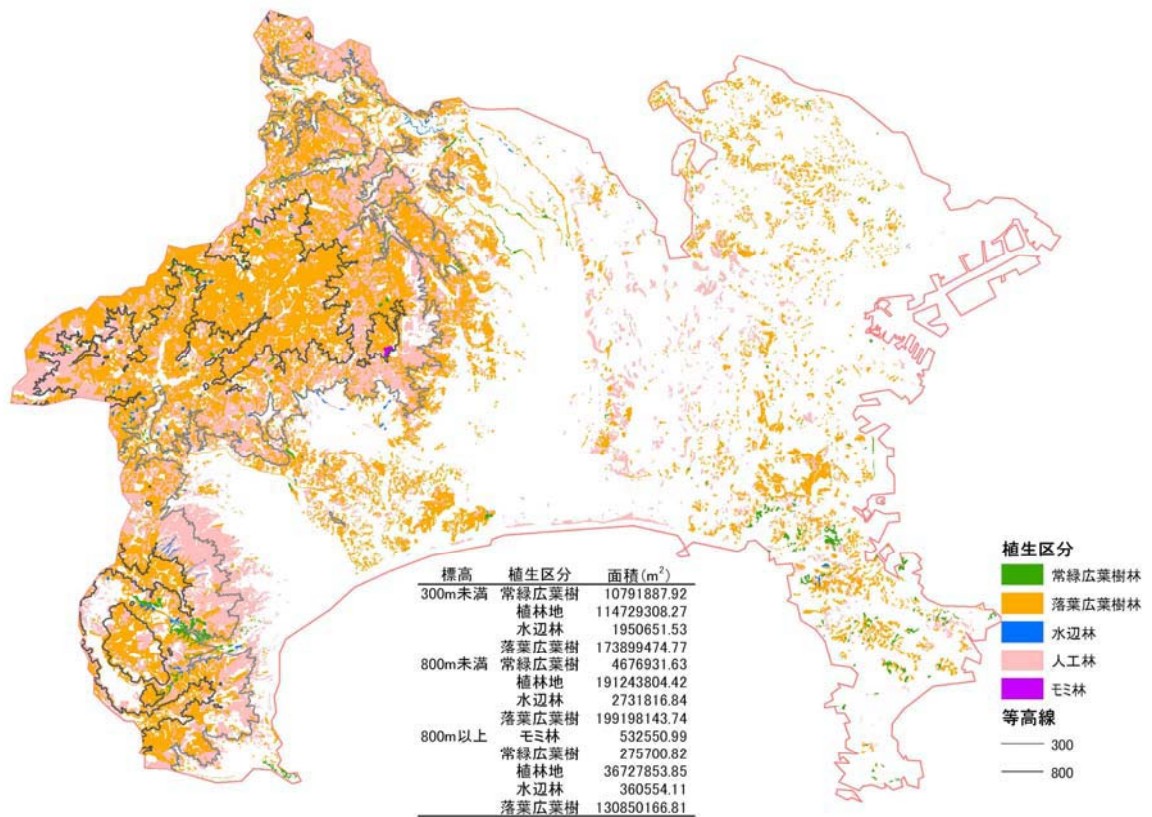 標高 植生区分 面積(m²)
300m未満 常緑広葉樹 10791887.92
植林地 114729308.27
水辺林 1950651.53
落葉広葉樹 173899474.77
800m未満 常緑広葉樹 4676931.63
植林地 191243804.42
水辺林 2731816.84
落葉広葉樹 199198143.74
800m以上 モミ林 532550.99
常緑広葉樹 275700.82
植林地 36727853.85
水辺林 360554.11
落葉広葉樹 130850166.81
植生区分
常緑広葉樹林
落葉広葉樹林
水辺林
人工林
モミ林
等高線
300
800